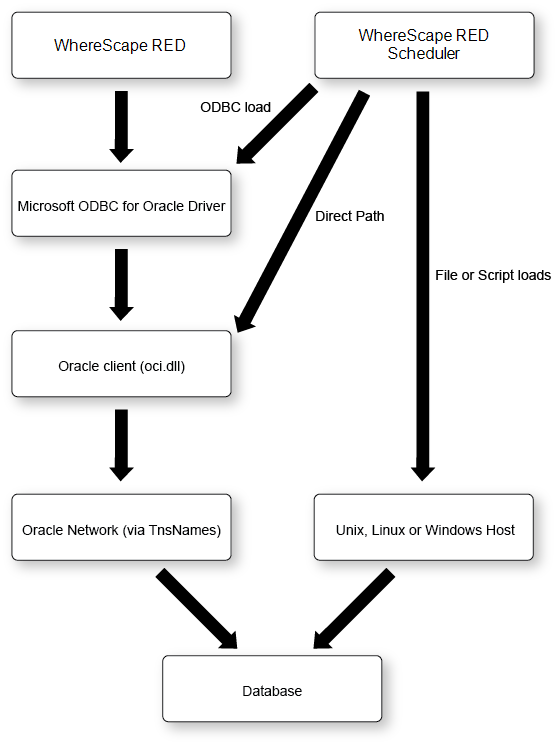 WhereScape RED
WhereScape RED
Scheduler
ODBC load
Microsoft ODBC for Oracle Driver
Direct Path
File or Script loads
Oracle client (oci.dll)
Oracle Network (via TnsNames)
Unix, Linux or Windows Host
Database